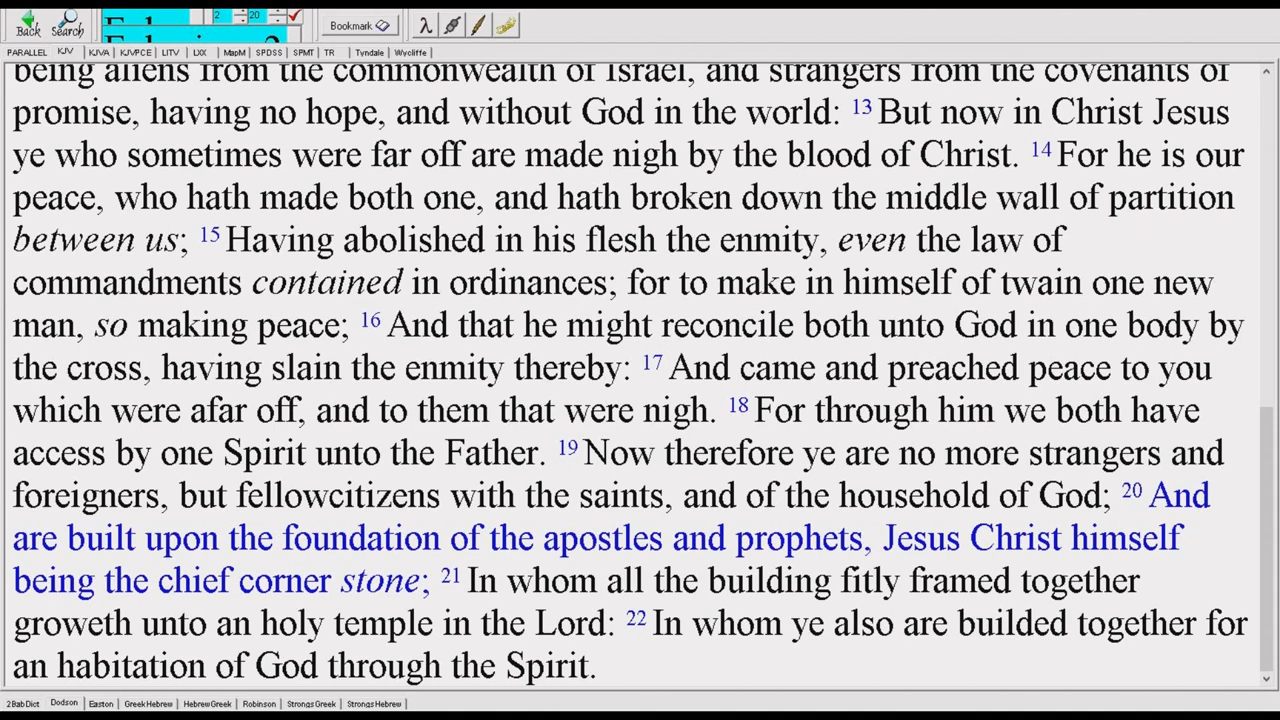 Back Search 2 20 Bookmark λ
PARALLEL KJV KJVA KJVPCE LITV LXX MapM SPDSS SPMT TR Tyndale Wycliffe
being aliens from the commonwealth of Israel, and strangers from the covenants of
promise, having no hope, and without God in the world: 13 But now in Christ Jesus
ye who sometimes were far off are made nigh by the blood of Christ. 14 For he is our
peace, who hath made both one, and hath broken down the middle wall of partition
between us; 15 Having abolished in his flesh the enmity, even the law of
commandments contained in ordinances; for to make in himself of twain one new
man, so making peace; 16 And that he might reconcile both unto God in one body by
the cross, having slain the enmity thereby: 17 And came and preached peace to you
which were afar off, and to them that were nigh. 18 For through him we both have
access by one Spirit unto the Father. 19 Now therefore ye are no more strangers and
foreigners, but fellowcitizens with the saints, and of the household of God; 20 And
are built upon the foundation of the apostles and prophets, Jesus Christ himself
being the chief corner stone; 21 In whom all the building fitly framed together
groweth unto an holy temple in the Lord: 22 In whom ye also are builded together for
an habitation of God through the Spirit.
2BabDict Dodson Easton GreekHebrew HebrewGreek Robinson StrongsGreek StrongsHebrew